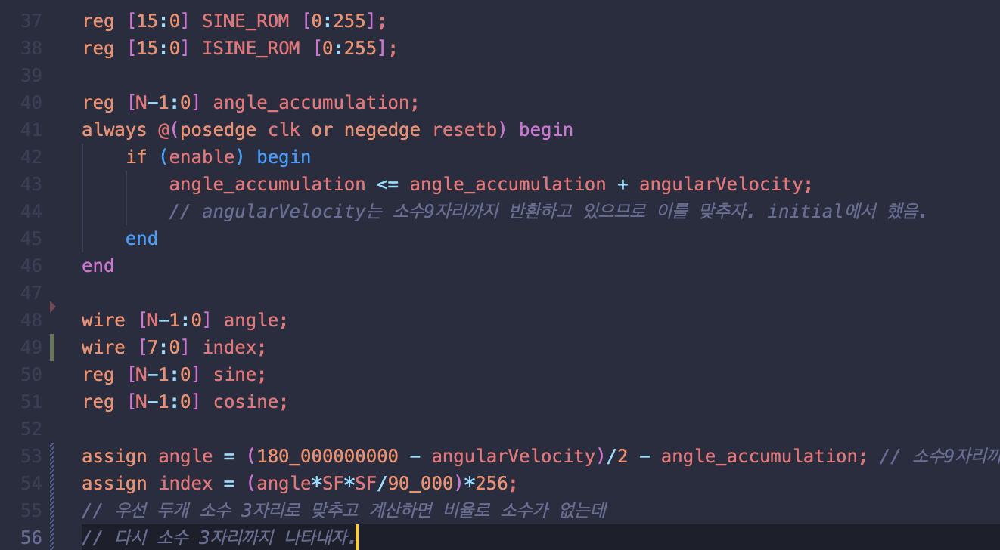 37 reg [15:0] SINE_ROM [0:255];
38 reg [15:0] ISINE_ROM [0:255];
39
40 reg [N-1:0] angle_accumulation;
41 always @(posedge clk or negedge resetb) begin
42 if (enable) begin
43 angle_accumulation <= angle_accumulation + angularVelocity;
44 // angularVelocity는 소수9자리까지 반환하고 있으므로 이를 맞추자. initial에서 했음.
45 end
46 end
47
48 wire [N-1:0] angle;
49 wire [7:0] index;
50 reg [N-1:0] sine;
51 reg [N-1:0] cosine;
52
53 assign angle = (180_000000000 - angularVelocity)/2 - angle_accumulation; // 소수9자리
54 assign index = (angle*SF*SF/90_000)*256;
55 // 우선 두개 소수 3자리로 맞추고 계산하면 비율로 소수가 없는데
56 // 다시 소수 3자리까지 나타내자.